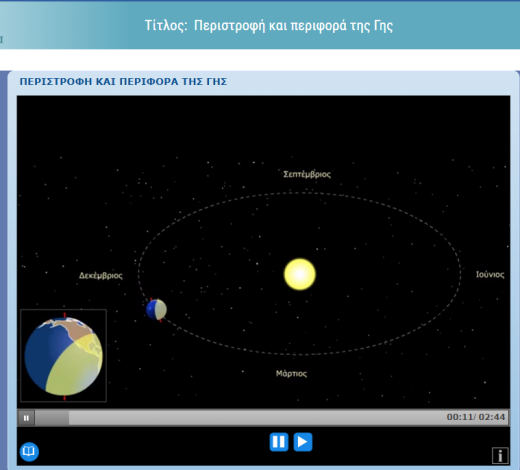 Τίτλος: Περιστροφή και περιφορά της Γης
ΠΕΡΙΣΤΡΟΦΗ ΚΑΙ ΠΕΡΙΦΟΡΑ ΤΗΣ ΓΗΣ
Σεπτέμβριος
Δεκέμβριος
Ιούνιος
Μάρτιος
00:11/ 02:44
i